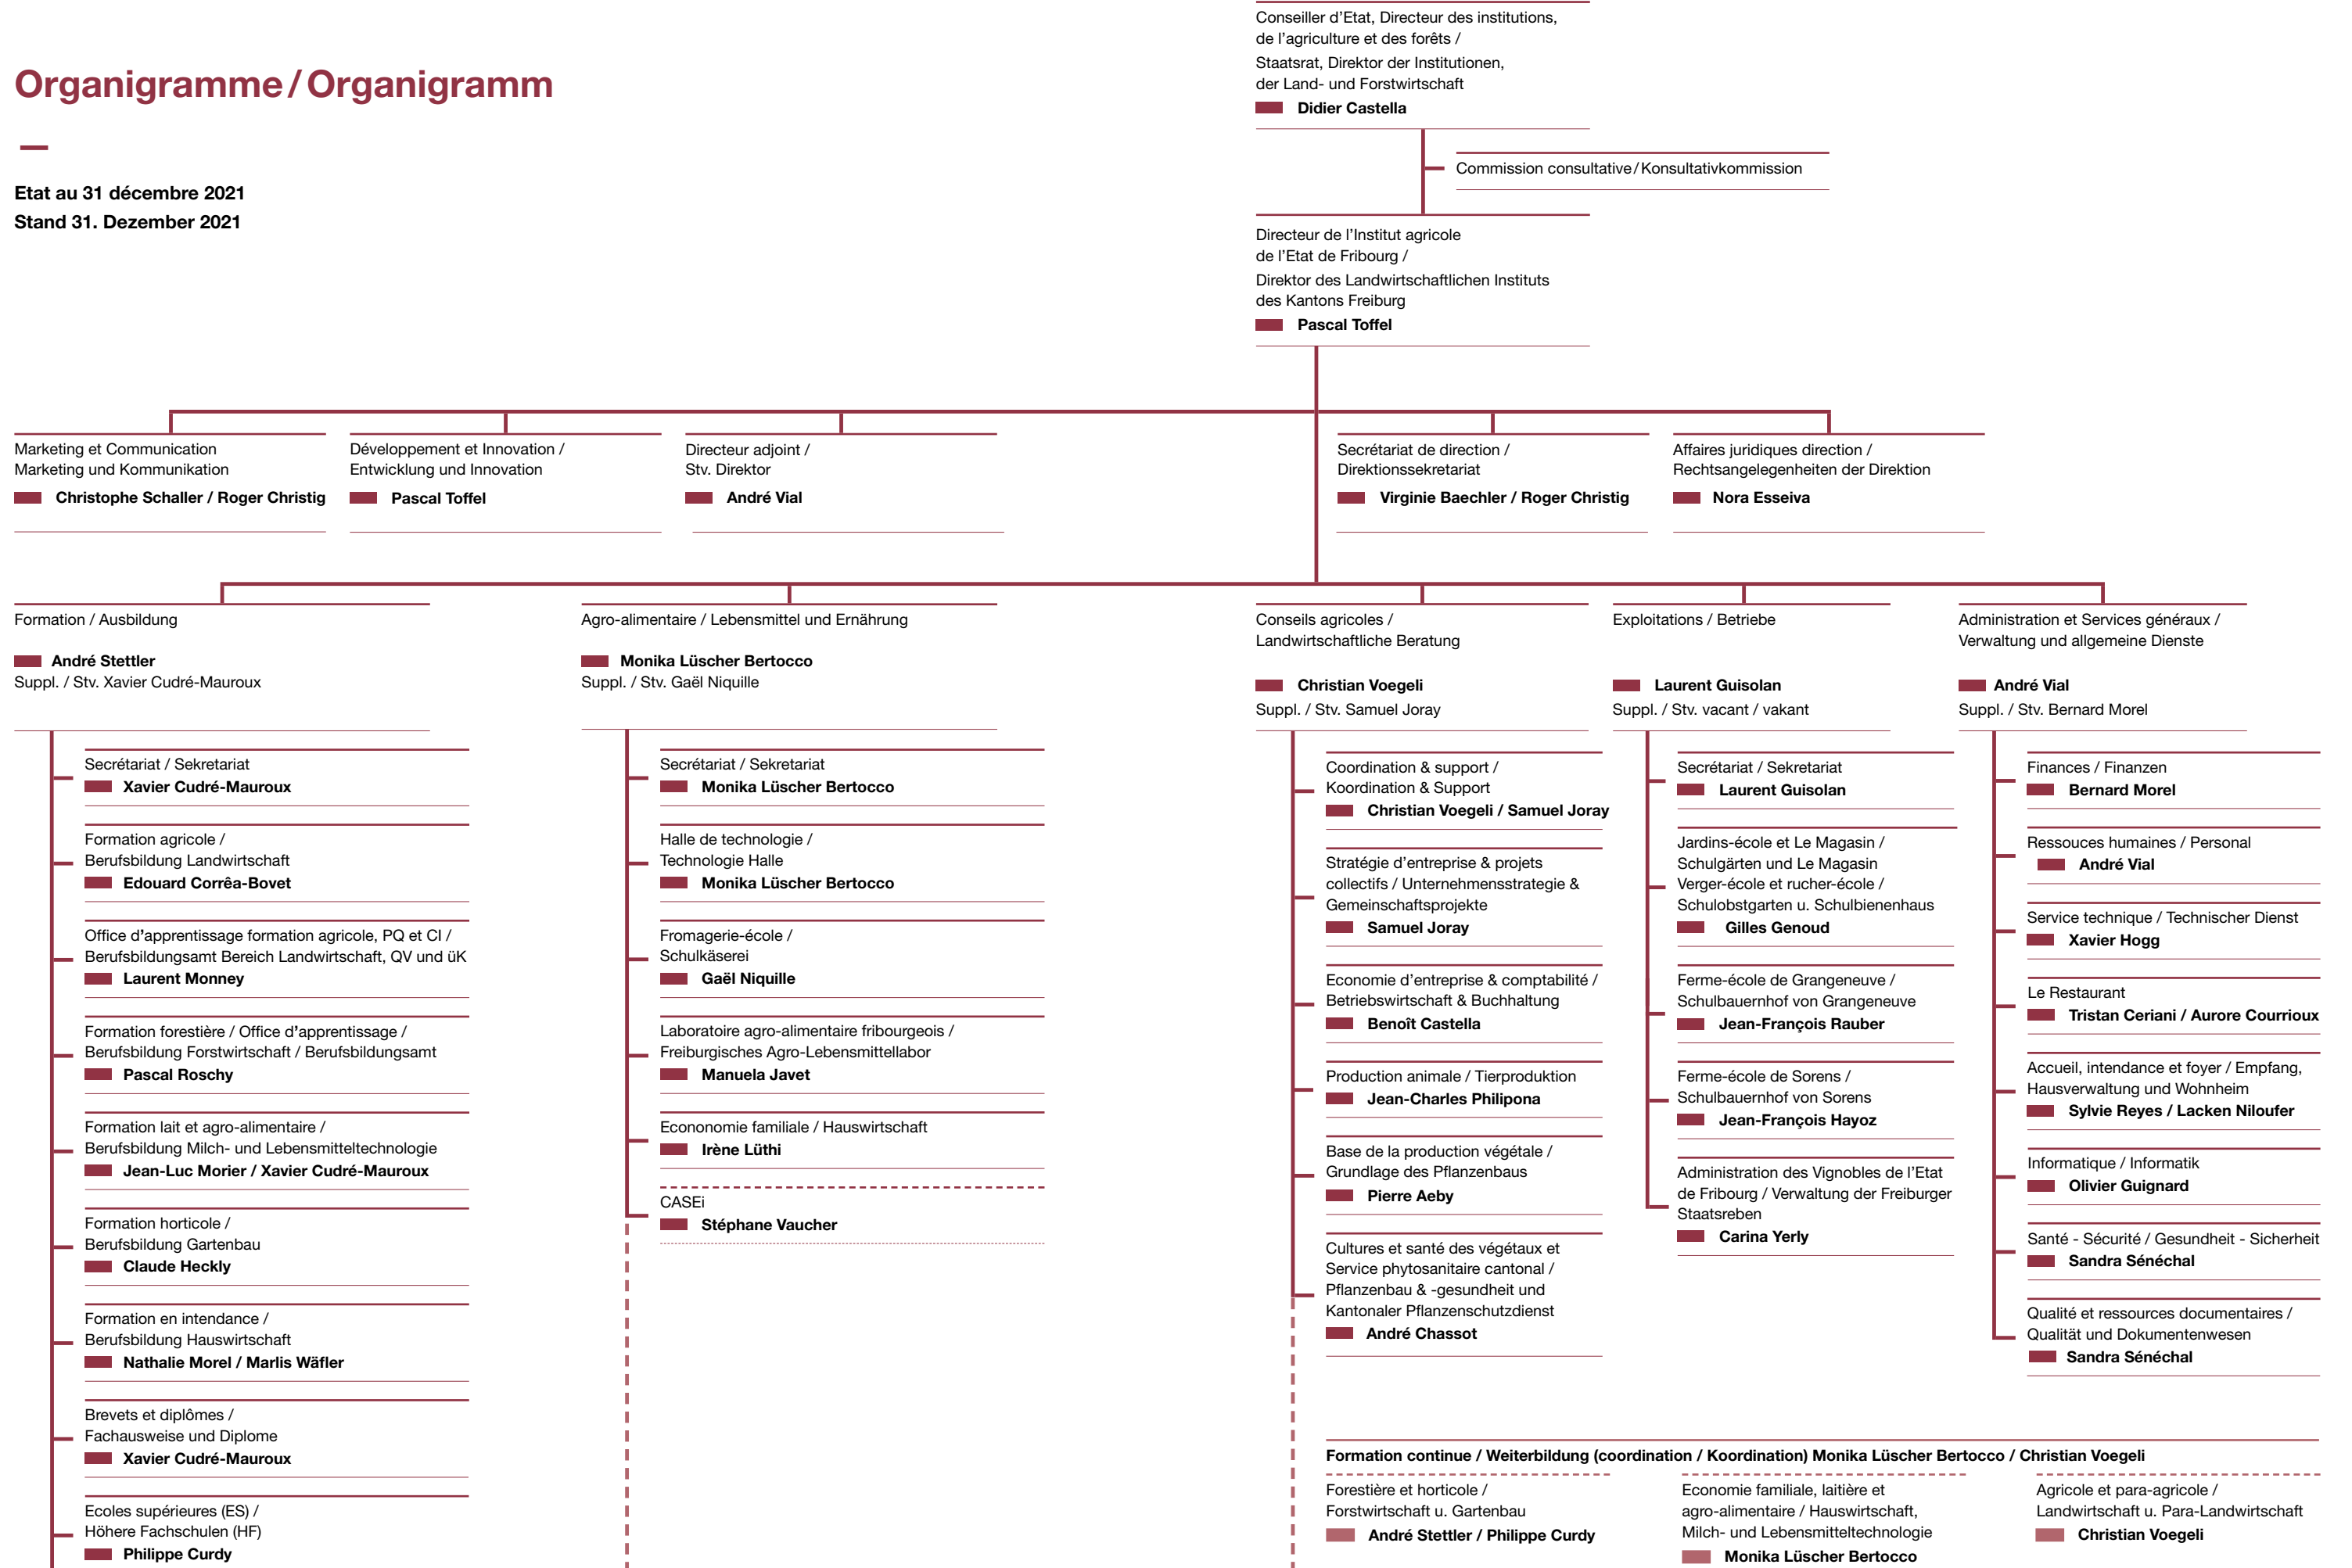 Organigramme / Organigramm
Etat au 31 décembre 2021
Stand 31. Dezember 2021
Conseiller d’Etat, Directeur des institutions,
de l’agriculture et des forêts /
Staatsrat, Direktor der Institutionen,
der Land- und Forstwirtschaft
Didier Castella
Commission consultative / Konsultativkommission
Directeur de l’Institut agricole
de l’Etat de Fribourg /
Direktor des Landwirtschaftlichen Instituts
des Kantons Freiburg
Pascal Toffel
Marketing et Communication
Marketing und Kommunikation
Christophe Schaller / Roger Christig
Développement et Innovation /
Entwicklung und Innovation
Pascal Toffel
Directeur adjoint /
Stv. Direktor
André Vial
Secrétariat de direction /
Direktionssekretariat
Virginie Baechler / Roger Christig
Affaires juridiques direction /
Rechtsangelegenheiten der Direktion
Nora Esseiva
Formation / Ausbildung
André Stettler
Suppl. / Stv. Xavier Cudré-Mauroux
Secrétariat / Sekretariat
Xavier Cudré-Mauroux
Formation agricole /
Berufsbildung Landwirtschaft
Edouard Corrêa-Bovet
Office d’apprentissage formation agricole, PQ et CI /
Berufsbildungsamt Bereich Landwirtschaft, QV und üK
Laurent Monney
Formation forestière / Office d’apprentissage /
Berufsbildung Forstwirtschaft / Berufsbildungsamt
Pascal Roschy
Formation lait et agro-alimentaire /
Berufsbildung Milch- und Lebensmitteltechnologie
Jean-Luc Morier / Xavier Cudré-Mauroux
Formation horticole /
Berufsbildung Gartenbau
Claude Heckly
Formation en intendance /
Berufsbildung Hauswirtschaft
Nathalie Morel / Marlis Wäfler
Brevets et diplômes /
Fachausweise und Diplome
Xavier Cudré-Mauroux
Ecoles supérieures (ES) /
Höhere Fachschulen (HF)
Philippe Curdy
Agro-alimentaire / Lebensmittel und Ernährung
Monika Lüscher Bertocco
Suppl. / Stv. Gaël Niquille
Secrétariat / Sekretariat
Monika Lüscher Bertocco
Halle de technologie /
Technologie Halle
Monika Lüscher Bertocco
Fromagerie-école /
Schulkäserei
Gaël Niquille
Laboratoire agro-alimentaire fribourgeois /
Freiburgisches Agro-Lebensmittellabor
Manuela Javet
Econonomie familiale / Hauswirtschaft
Irène Lüthi
CASEi
Stéphane Vaucher
Conseils agricoles /
Landwirtschaftliche Beratung
Christian Voegeli
Suppl. / Stv. Samuel Joray
Coordination & support /
Koordination & Support
Christian Voegeli / Samuel Joray
Stratégie d’entreprise & projets
collectifs / Unternehmensstrategie &
Gemeinschaftsprojekte
Samuel Joray
Economie d’entreprise & comptabilité /
Betriebswirtschaft & Buchhaltung
Benoît Castella
Production animale / Tierproduktion
Jean-Charles Philipona
Base de la production végétale /
Grundlage des Pflanzenbaus
Pierre Aeby
Cultures et santé des végétaux et
Service phytosanitaire cantonal /
Pflanzenbau & -gesundheit und
Kantonaler Pflanzenschutzdienst
André Chassot
Exploitations / Betriebe
Laurent Guisolan
Suppl. / Stv. vacant / vakant
Secrétariat / Sekretariat
Laurent Guisolan
Jardins-école et Le Magasin /
Schulgärten und Le Magasin
Verger-école et rucher-école /
Schulobstgarten u. Schulbienenhaus
Gilles Genoud
Ferme-école de Grangeneuve /
Schulbauernhof von Grangeneuve
Jean-François Rauber
Ferme-école de Sorens /
Schulbauernhof von Sorens
Jean-François Hayoz
Administration des Vignobles de l’Etat
de Fribourg / Verwaltung der Freiburger
Staatsreben
Carina Yerly
Administration et Services généraux /
Verwaltung und allgemeine Dienste
André Vial
Suppl. / Stv. Bernard Morel
Finances / Finanzen
Bernard Morel
Ressouces humaines / Personal
André Vial
Service technique / Technischer Dienst
Xavier Hogg
Le Restaurant
Tristan Ceriani / Aurore Courrioux
Accueil, intendance et foyer / Empfang,
Hausverwaltung und Wohnheim
Sylvie Reyes / Lacken Niloufer
Informatique / Informatik
Olivier Guignard
Santé - Sécurité / Gesundheit - Sicherheit
Sandra Sénéchal
Qualité et ressources documentaires /
Qualität und Dokumentenwesen
Sandra Sénéchal
Formation continue / Weiterbildung (coordination / Koordination) Monika Lüscher Bertocco / Christian Voegeli
Forestière et horticole /
Forstwirtschaft u. Gartenbau
André Stettler / Philippe Curdy
Economie familiale, laitière et
agro-alimentaire / Hauswirtschaft,
Milch- und Lebensmitteltechnologie
Monika Lüscher Bertocco
Agricole et para-agricole /
Landwirtschaft u. Para-Landwirtschaft
Christian Voegeli